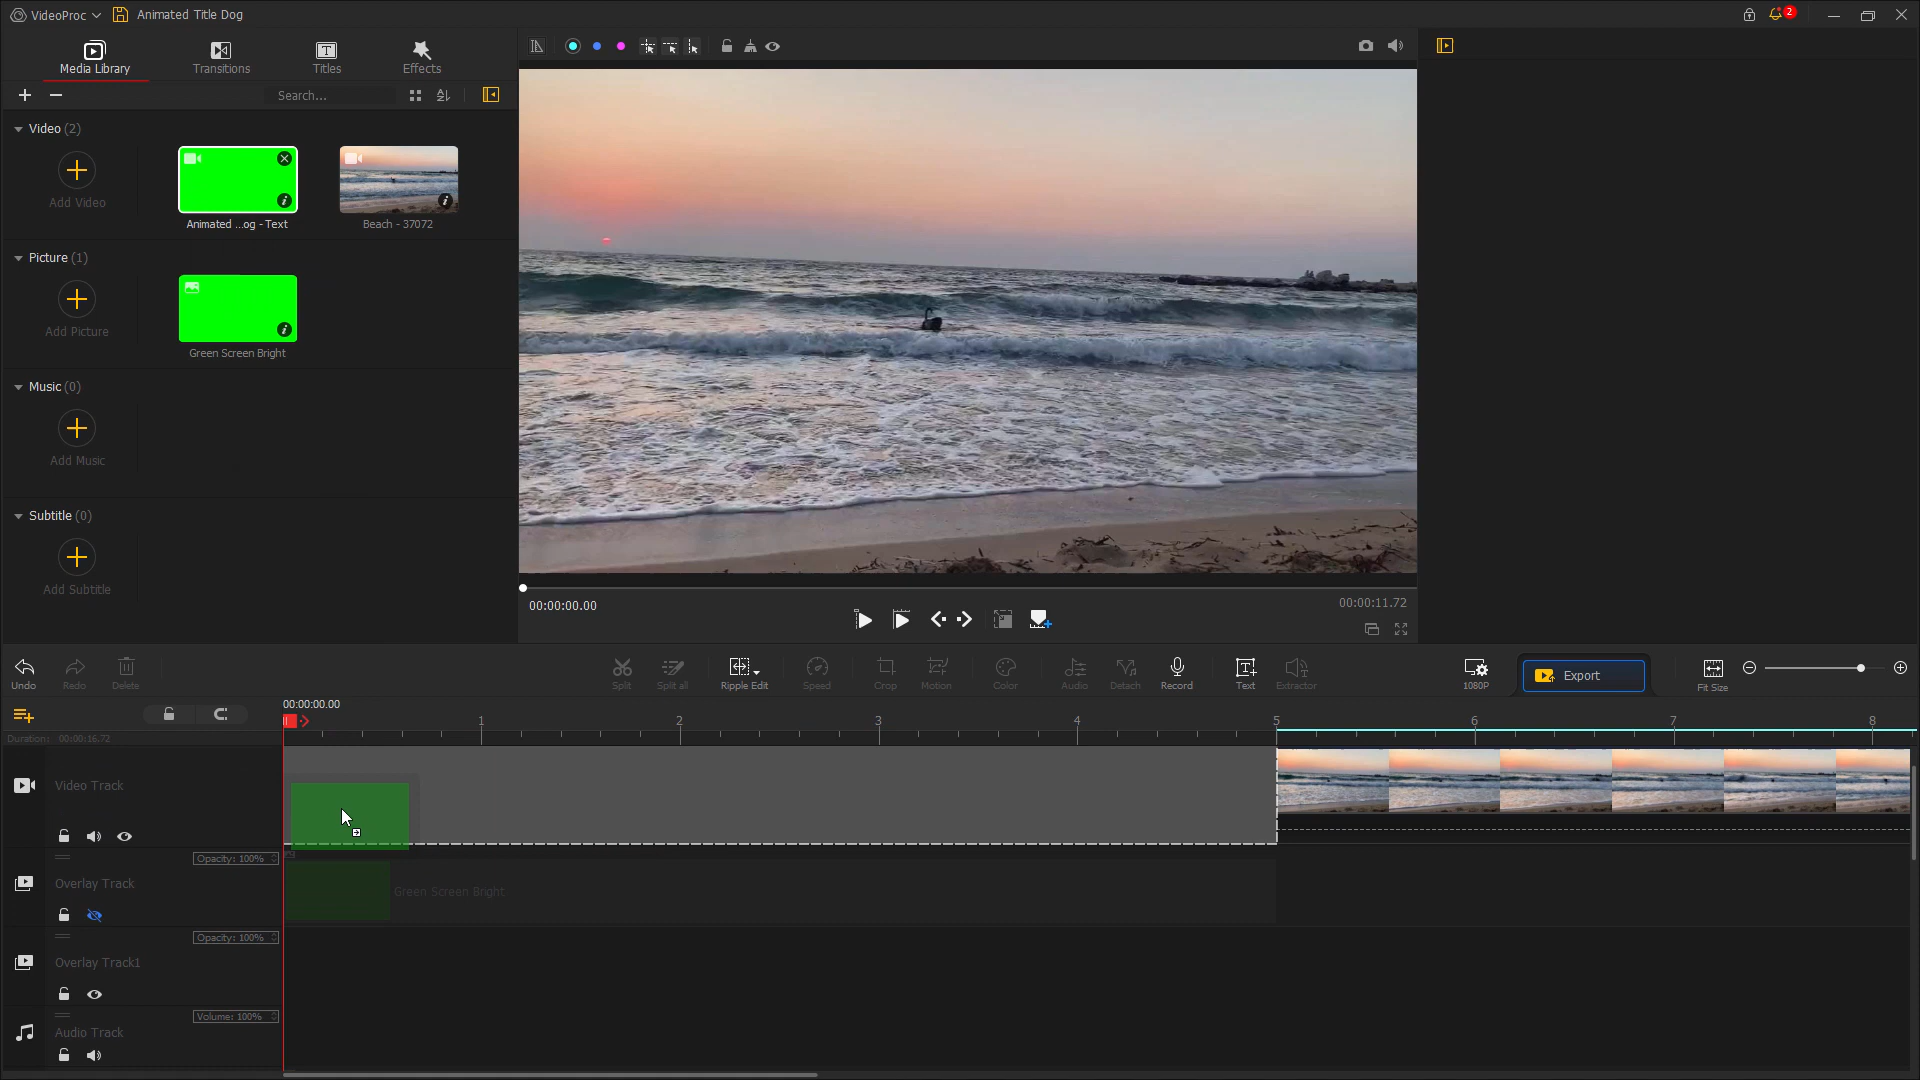 VideoProc
Animated Title Dog
2
Media Library
Transitions
Titles
Effects
Search...
Video (2)
Add Video
Animated ...og - Text
Beach - 37072
Picture (1)
Add Picture
Green Screen Bright
Music (0)
Add Music
Subtitle (0)
Add Subtitle
00:00:00.00
00:00:11.72
Undo
Redo
Delete
Split
Split all
Ripple Edit
Speed
Crop
Motion
Color
Audio
Detach
Record
Text
Extractor
1080P
Export
Fit Size
00:00:00.00
1 2 3 4 5 6 7 8
Duration: 00:00:16.72
Video Track
Opacity: 100%
Overlay Track
Green Screen Bright
Opacity: 100%
Overlay Track1
Volume: 100%
Audio Track